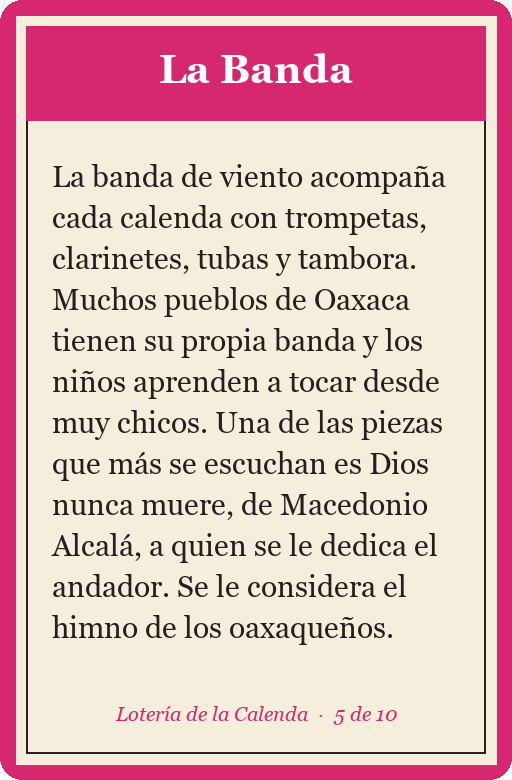 La Banda
La banda de viento acompaña
cada calenda con trompetas,
clarinetes, tubas y tambora.
Muchos pueblos de Oaxaca
tienen su propia banda y los
niños aprenden a tocar desde
muy chicos. Una de las piezas
que más se escuchan es Dios
nunca muere, de Macedonio
Alcalá, a quien se le dedica el
andador. Se le considera el
himno de los oaxaqueños.
Lotería de la Calenda · 5 de 10